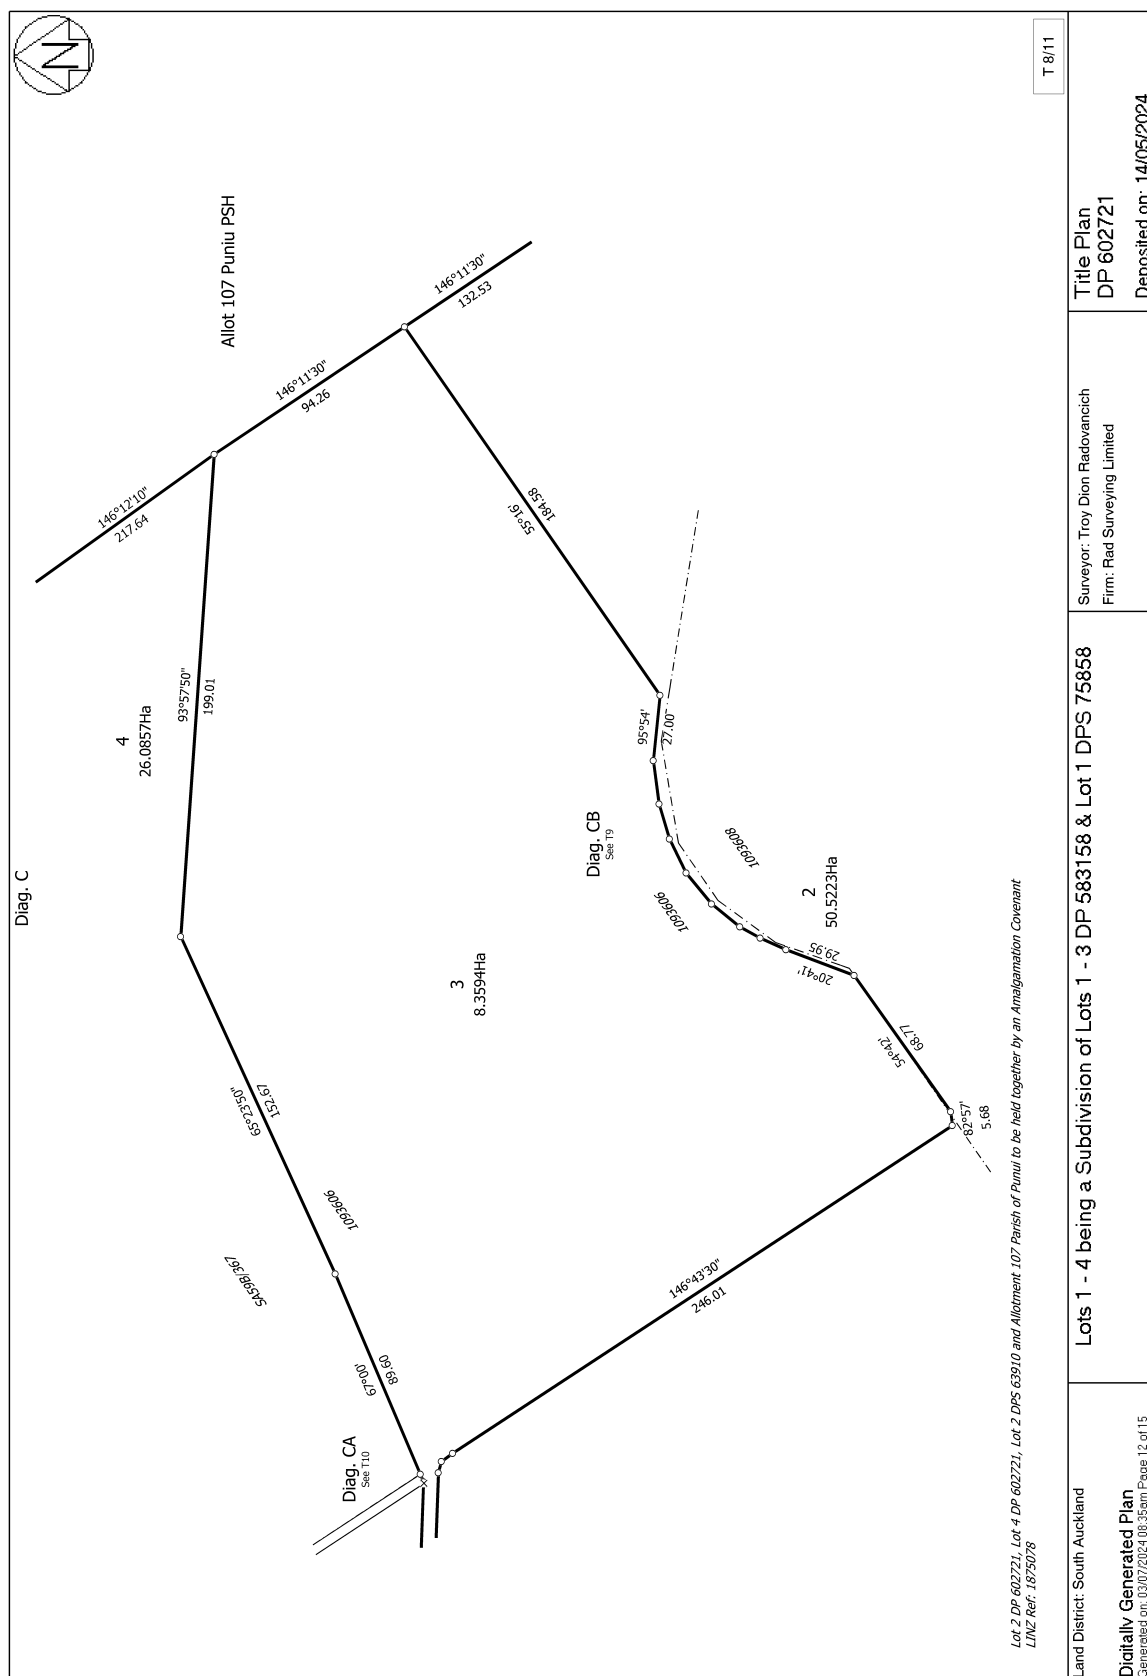 N
T 8/11
Diag. C
Allot 107 Puniu PSH
146°12'10"
217.64
146°11'30"
94.26
146°11'30"
132.53
4
26.0857Ha
93°57'50"
199.01
55°16'
184.58
95°54'
27.00
65°23'50"
152.67
3
8.3594Ha
Diag. CB
See T9
1093606
1093608
2
50.5223Ha
20°41'
29.95
54°42'
68.77
82°57'
5.68
1093606
SA59B/367
67°00'
89.60
Diag. CA
See T10
146°43'30"
246.01
Lot 2 DP 602721, Lot 4 DP 602721, Lot 2 DPS 63910 and Allotment 107 Parish of Punui to be held together by an Amalgamation Covenant
LINZ Ref: 1875078
Land District: South Auckland
Digitally Generated Plan
Generated on: 03/07/2024 08:35am Page 12 of 15
Lots 1 - 4 being a Subdivision of Lots 1 - 3 DP 583158 & Lot 1 DPS 75858
Surveyor: Troy Dion Radovancich
Firm: Rad Surveying Limited
Title Plan
DP 602721
Deposited on: 14/05/2024